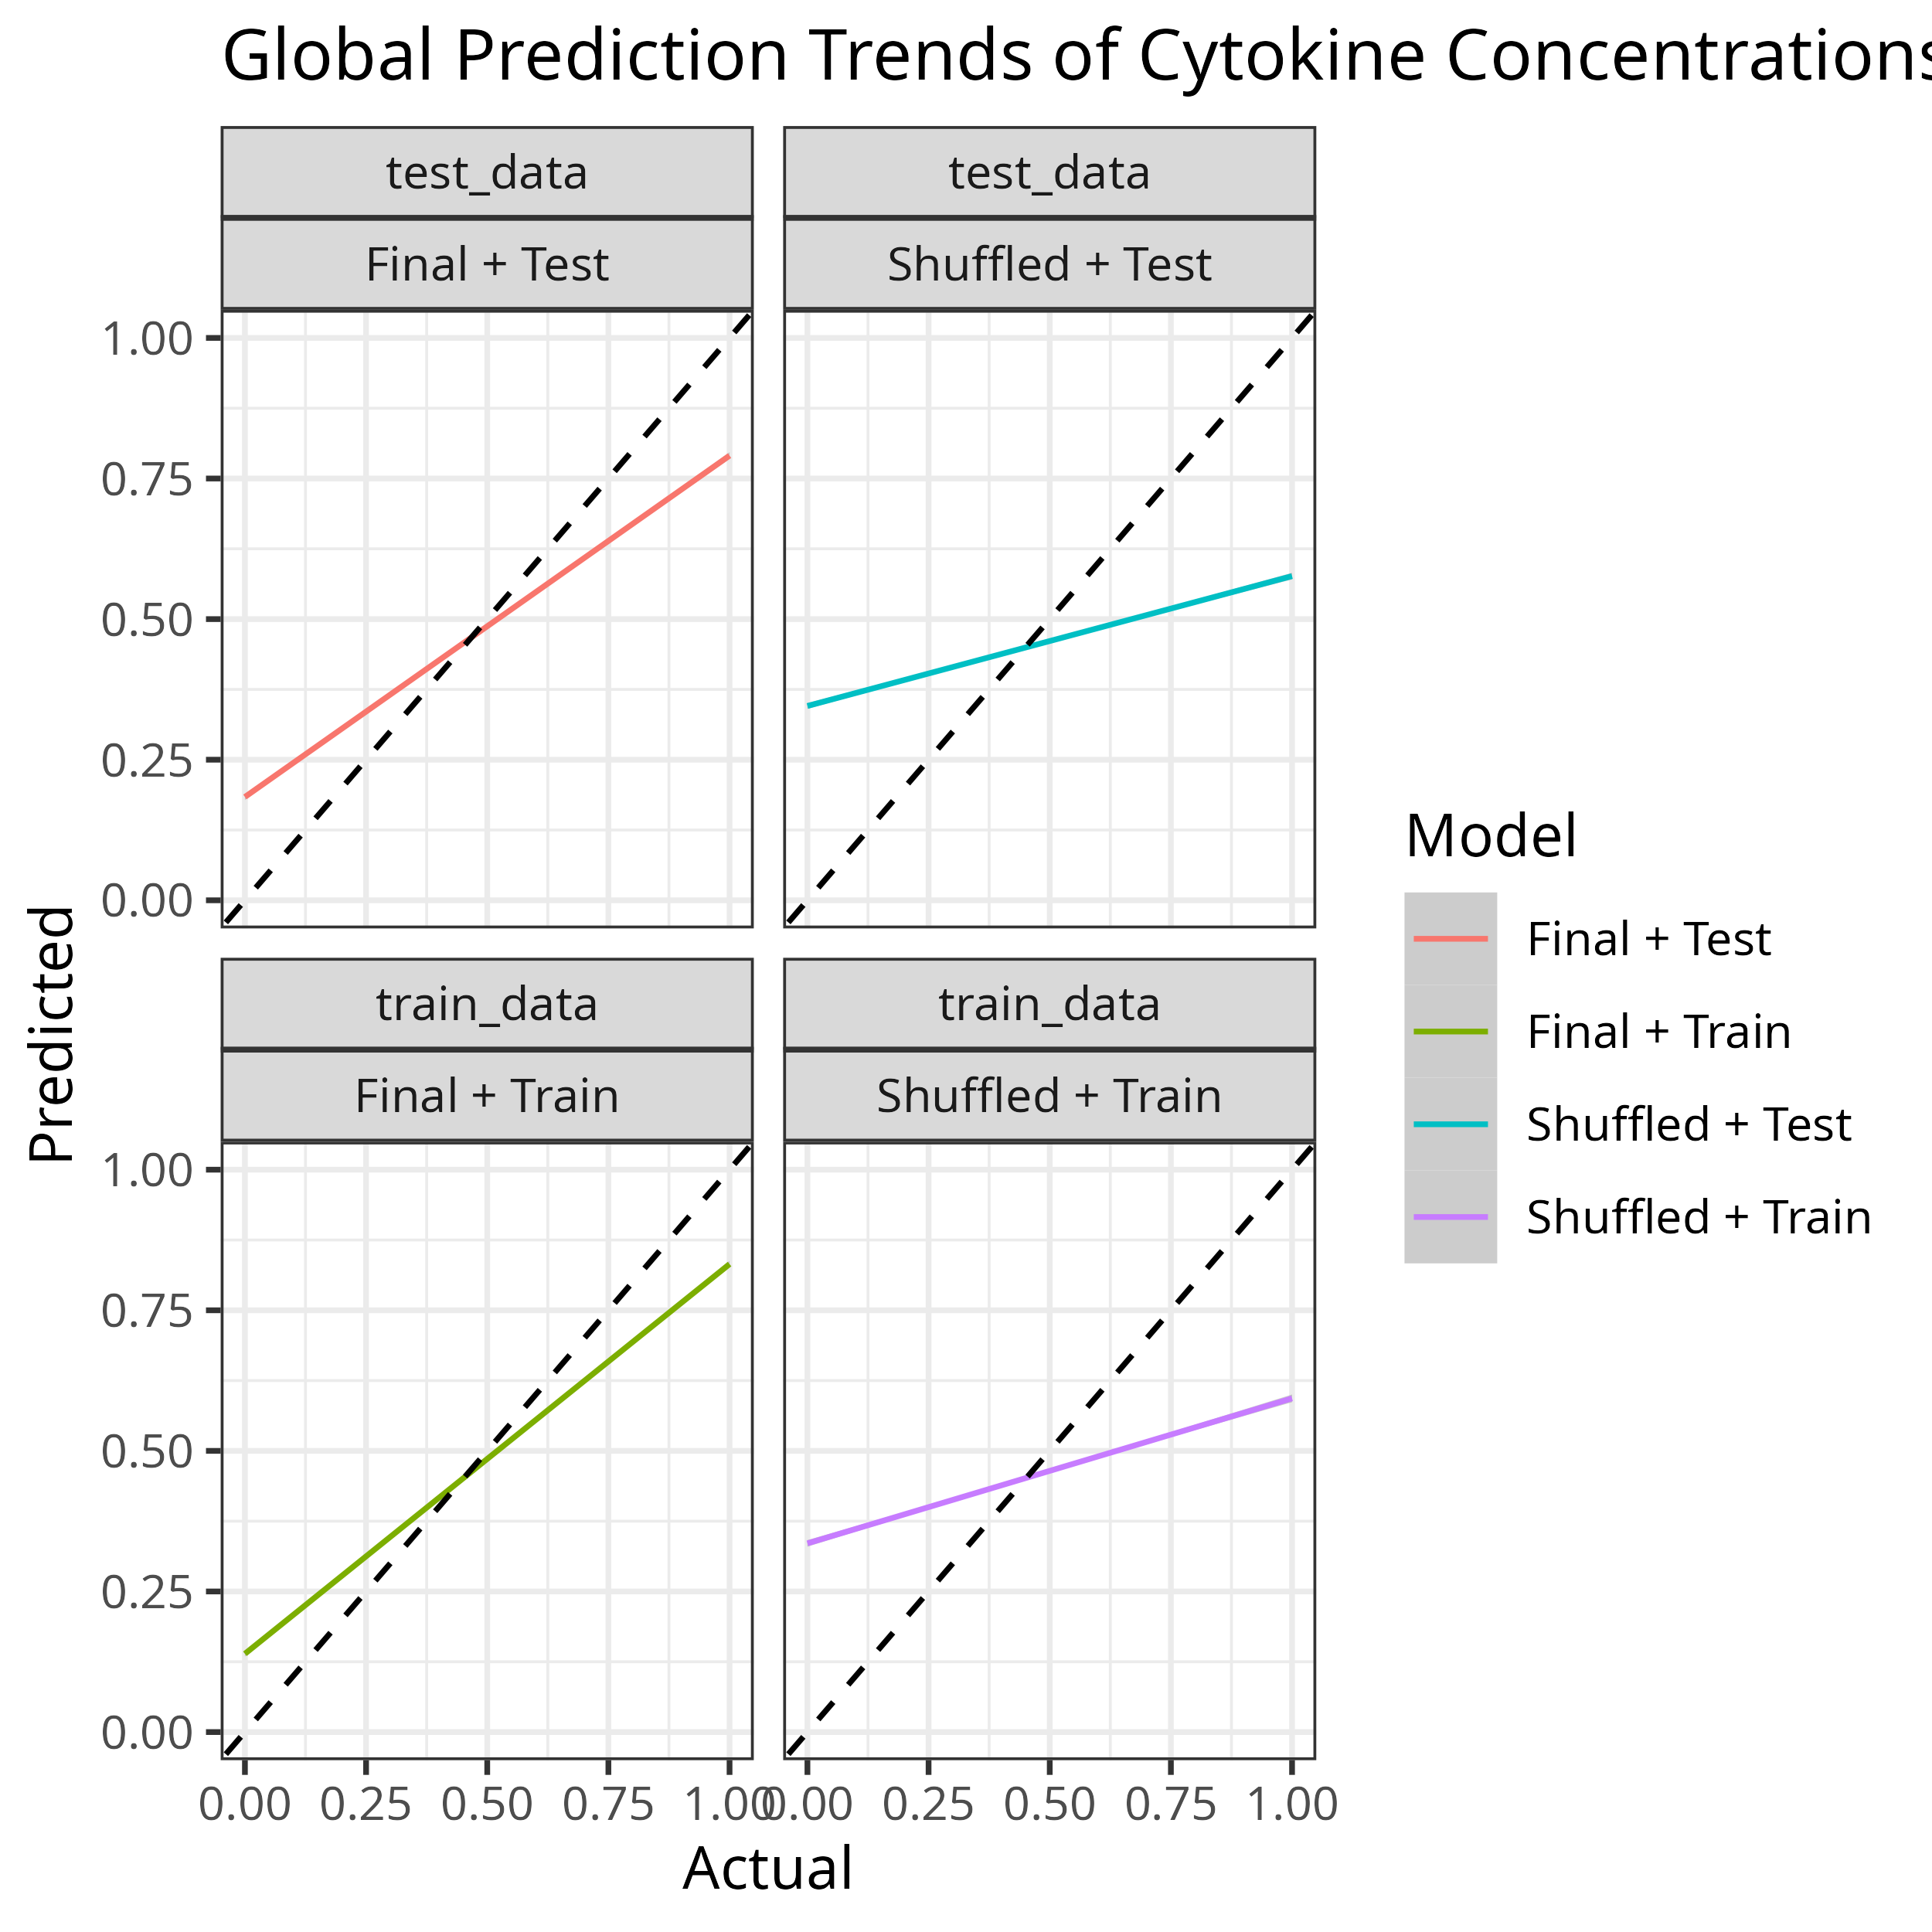 Global Prediction Trends of Cytokine Concentrations
test_data
test_data
Final + Test
Shuffled + Test
1.00
0.75
0.50
0.25
0.00
train_data
train_data
Final + Train
Shuffled + Train
1.00
0.75
0.50
0.25
0.00
0.00 0.25 0.50 0.75 1.00
0.00 0.25 0.50 0.75 1.00
Predicted
Actual
Model
Final + Test
Final + Train
Shuffled + Test
Shuffled + Train